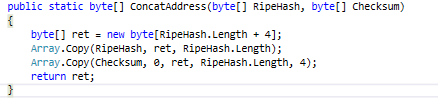 public static byte[] ConcatAddress(byte[] RipeHash, byte[] Checksum)
{
    byte[] ret = new byte[RipeHash.Length + 4];
    Array.Copy(RipeHash, ret, RipeHash.Length);
    Array.Copy(Checksum, 0, ret, RipeHash.Length, 4);
    return ret;
}